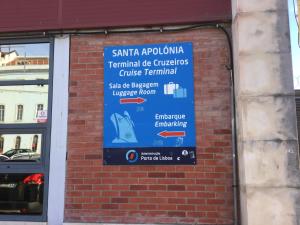 SANTA APOLÓNIA
Terminal de Cruzeiros
Cruise Terminal
Sala de Bagagem
Luggage Room
Embarque
Embarking
Porto de Lisboa